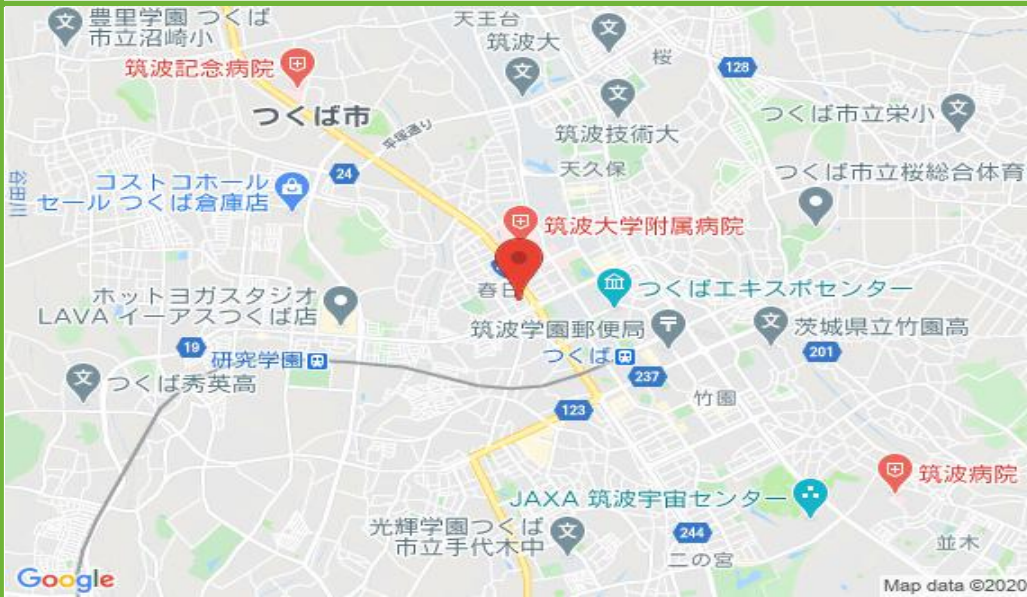 豊里学園 つくば
市立沼崎小
天王台
筑波大
桜
128
筑波記念病院
つくば市
平塚通り
筑波技術大
つくば市立栄小
天久保
谷田川
24
コストコホール
セール つくば倉庫店
つくば市立桜総合体育
筑波大学附属病院
春日
つくばエキスポセンター
ホットヨガスタジオ
LAVA イーアスつくば店
筑波学園郵便局
茨城県立竹園高
19
研究学園
つくば
201
つくば秀英高
237
竹園
123
筑波病院
JAXA 筑波宇宙センター
光輝学園つくば
市立手代木中
244
二の宮
並木
Google
Map data ©2020